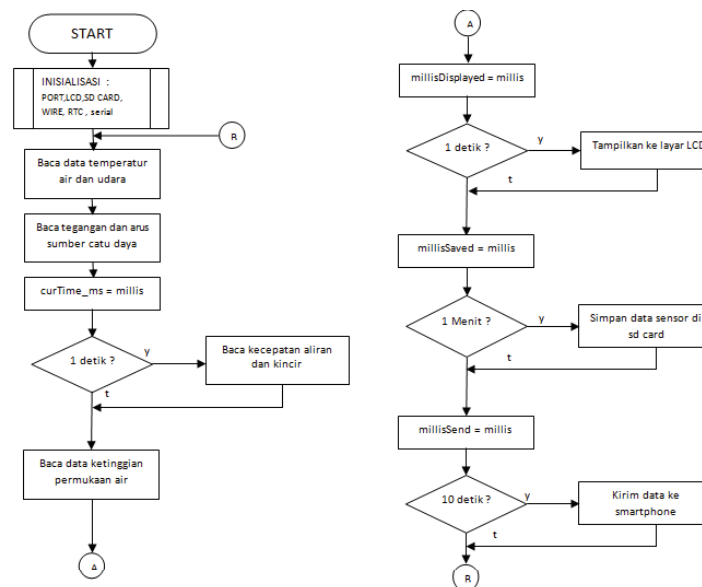 START
INISIALISASI :
PORT,LCD,SD CARD,
WIRE, RTC , serial
B
Baca data temperatur
air dan udara
Baca tegangan dan arus
sumber catu daya
curTime_ms = millis
1 detik ?
y
Baca kecepatan aliran
dan kincir
t
Baca data ketinggian
permukaan air
A
A
millisDisplayed = millis
1 detik ?
y
Tampilkan ke layar LCD
t
millisSaved = millis
1 Menit ?
y
Simpan data sensor di
sd card
t
millisSend = millis
10 detik ?
y
Kirim data ke
smartphone
t
B